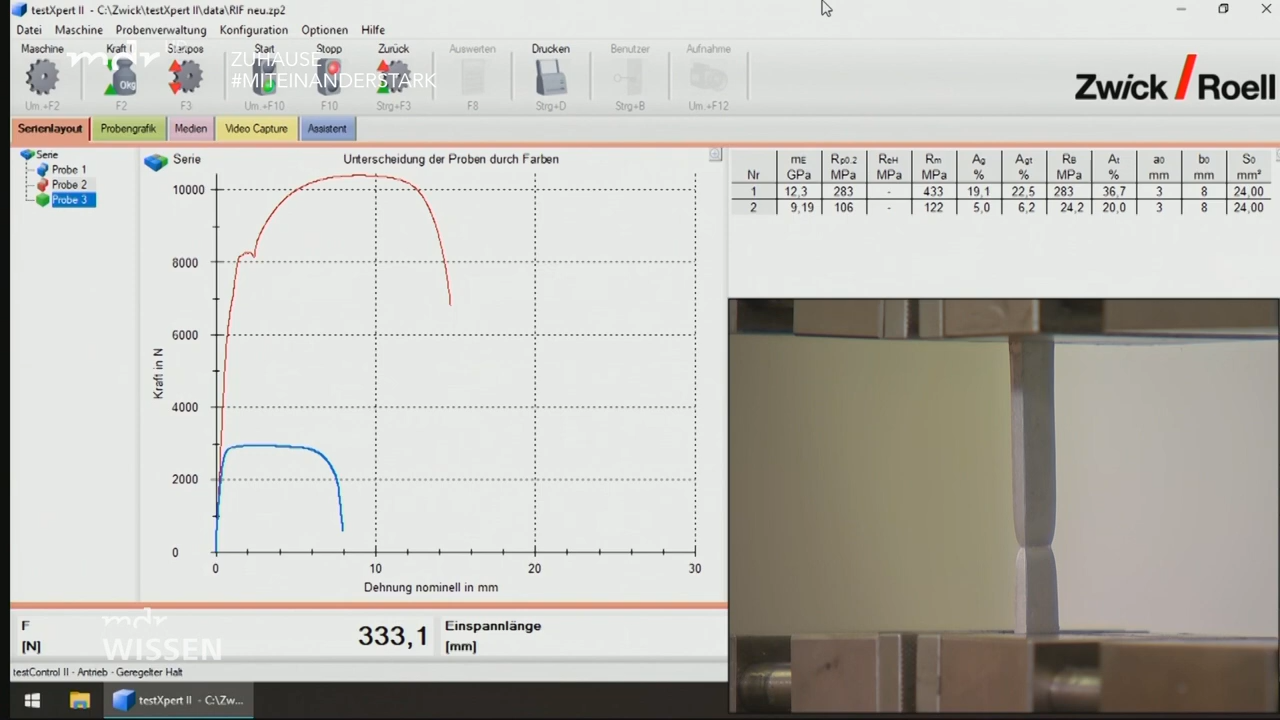 testXpert II - C:\Zwick\testXpert II\data\RIF neu.zp2
Datei Maschine Probenverwaltung Konfiguration Optionen Hilfe
Maschine Kraft Startpos Start Stopp Zurück Auswerten Drucken Benutzer Aufnahme
mdr
ZUHAUSE
#MITEINANDERSTARK
0kg
Um.+F2 F2 F3 Um.+F10 F10 Strg+F3 F8 Strg+D Strg+B Um.+F12
Zwick / Roell
Serienlayout Probengrafik Medien Video Capture Assistent
Serie
Probe 1
Probe 2
Probe 3
Serie
Unterscheidung der Proben durch Farben
Kraft in N
10000
8000
6000
4000
2000
0
0 10 20 30
Dehnung nominell in mm
mE Rp0.2 ReH Rm Ag Agt RB At a0 b0 S0
Nr GPa MPa MPa MPa % % MPa % mm mm mm²
1 12,3 283 - 433 19,1 22,5 283 36,7 3 8 24,00
2 9,19 106 - 122 5,0 6,2 24,2 20,0 3 8 24,00
F
[N]
333,1
Einspannlänge
[mm]
mdr
WISSEN
testControl II - Antrieb - Geregelter Halt
testXpert II - C:\Zw...